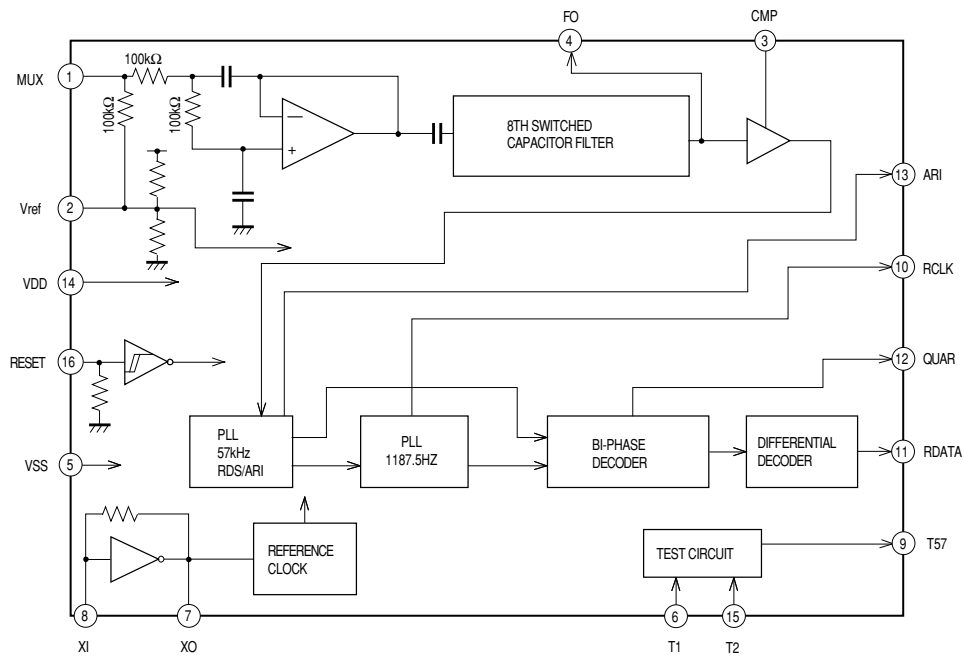 FO
CMP
4
3
MUX
1
100kΩ
100kΩ
100kΩ
8TH SWITCHED
CAPACITOR FILTER
13
ARI
Vref
2
10
RCLK
VDD
14
RESET
16
12
QUAR
PLL
57kHz
RDS/ARI
PLL
1187.5HZ
BI-PHASE
DECODER
DIFFERENTIAL
DECODER
11
RDATA
VSS
5
REFERENCE
CLOCK
TEST CIRCUIT
9
T57
8
7
6
15
XI
XO
T1
T2